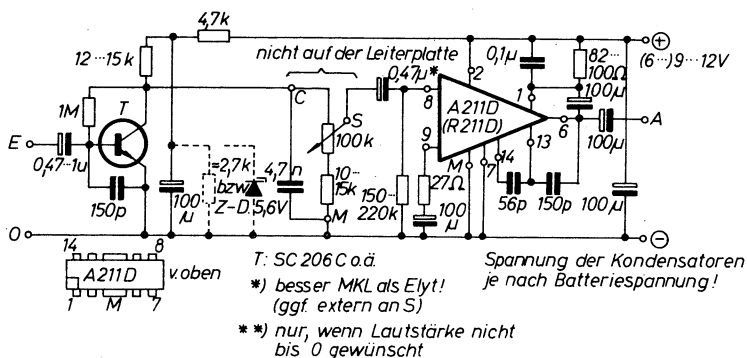 4,7k
12…15k
nicht auf der Leiterplatte
0,47µ*
0,1µ
82…
100Ω
100µ
+
(6…)9…12V
1M
T
C
S
100k
2
8
A211D
(R211D)
1
6
A
9
13
14
M
7
100µ
E
0,47…1u
150p
100
µ
≈2,7k
bzw
Z-D. 5,6V
4,7n
10…
15k
M
150…
220k
27Ω
100
µ
56p
150p
100µ
0
−
14
8
A211D
v. oben
1
M
7
T: SC 206 C o.ä.
*) besser MKL als Elyt!
(ggf. extern an S)
**) nur, wenn Lautstärke nicht
bis 0 gewünscht
Spannung der Kondensatoren
je nach Batteriespannung!